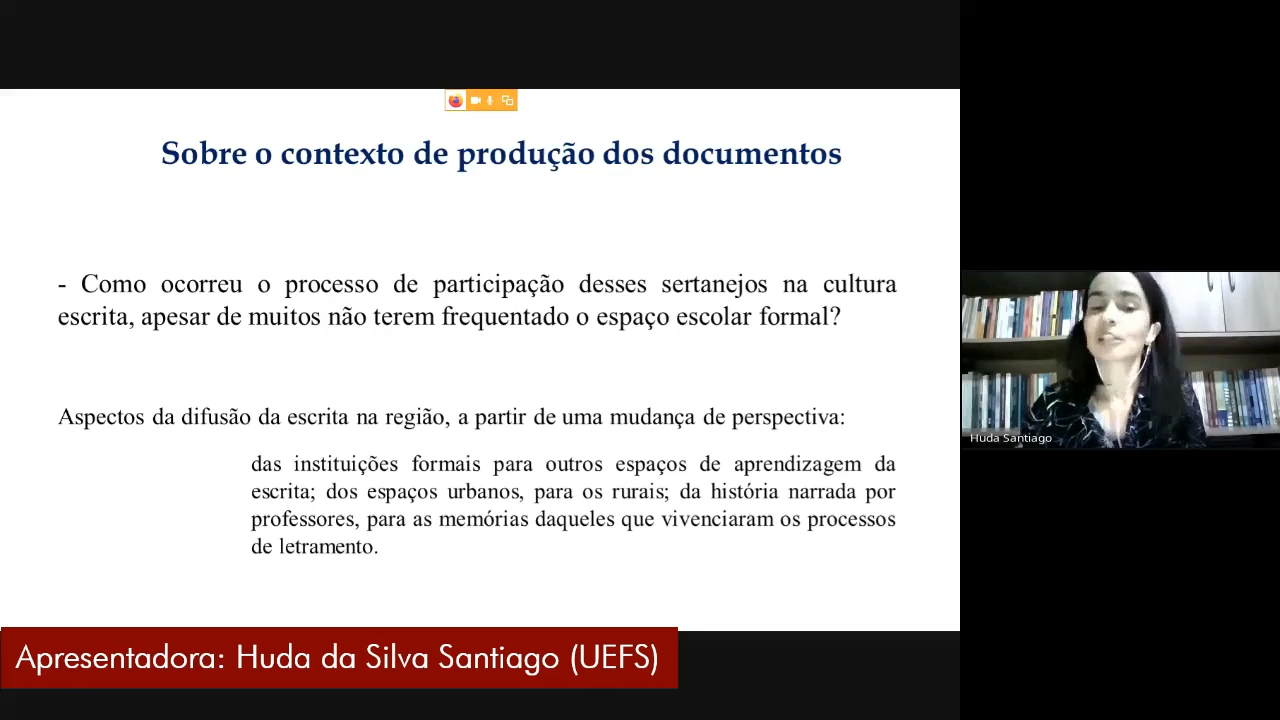 Sobre o contexto de produção dos documentos
- Como ocorreu o processo de participação desses sertanejos na cultura
escrita, apesar de muitos não terem frequentado o espaço escolar formal?
Aspectos da difusão da escrita na região, a partir de uma mudança de perspectiva:
das instituições formais para outros espaços de aprendizagem da
escrita; dos espaços urbanos, para os rurais; da história narrada por
professores, para as memórias daqueles que vivenciaram os processos
de letramento.
Huda Santiago
Apresentadora: Huda da Silva Santiago (UEFS)